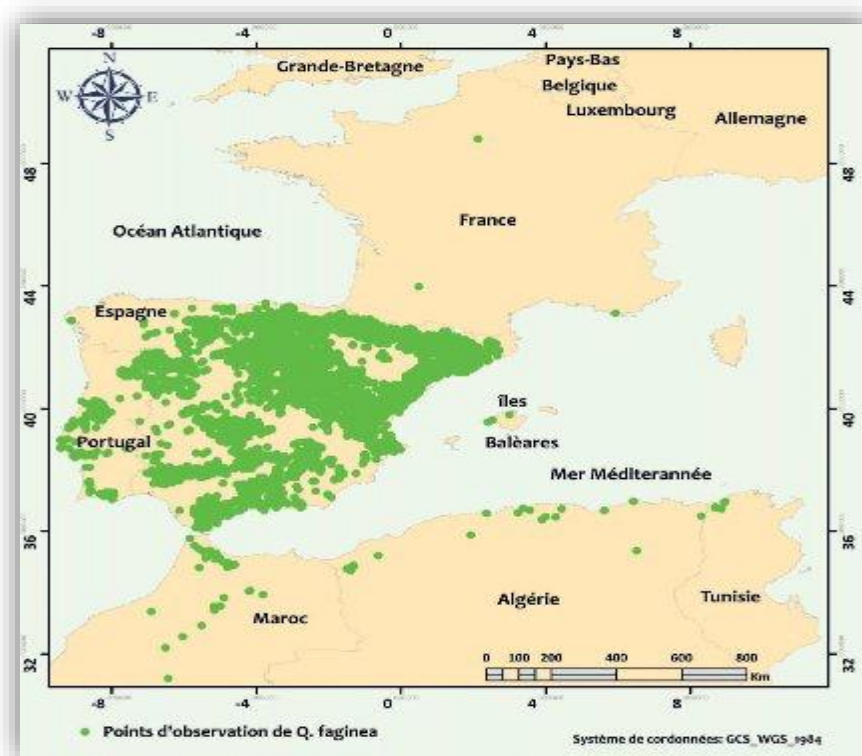 -8 -4 0 4 8
N
W E
S
Grande-Bretagne
Pays-Bas
Belgique
Luxembourg
Allemagne
48 48
France
Océan Atlantique
44 44
Espagne
40 40
îles
Balèares
Portugal
Mer Méditerannée
36 36
Algérie
Tunisie
Maroc
32 32
0 100 200 400 600 800
Km
-8 -4 0 4 8
Points d'observation de Q. faginea
Système de cordonées: GCS_WGS_1984